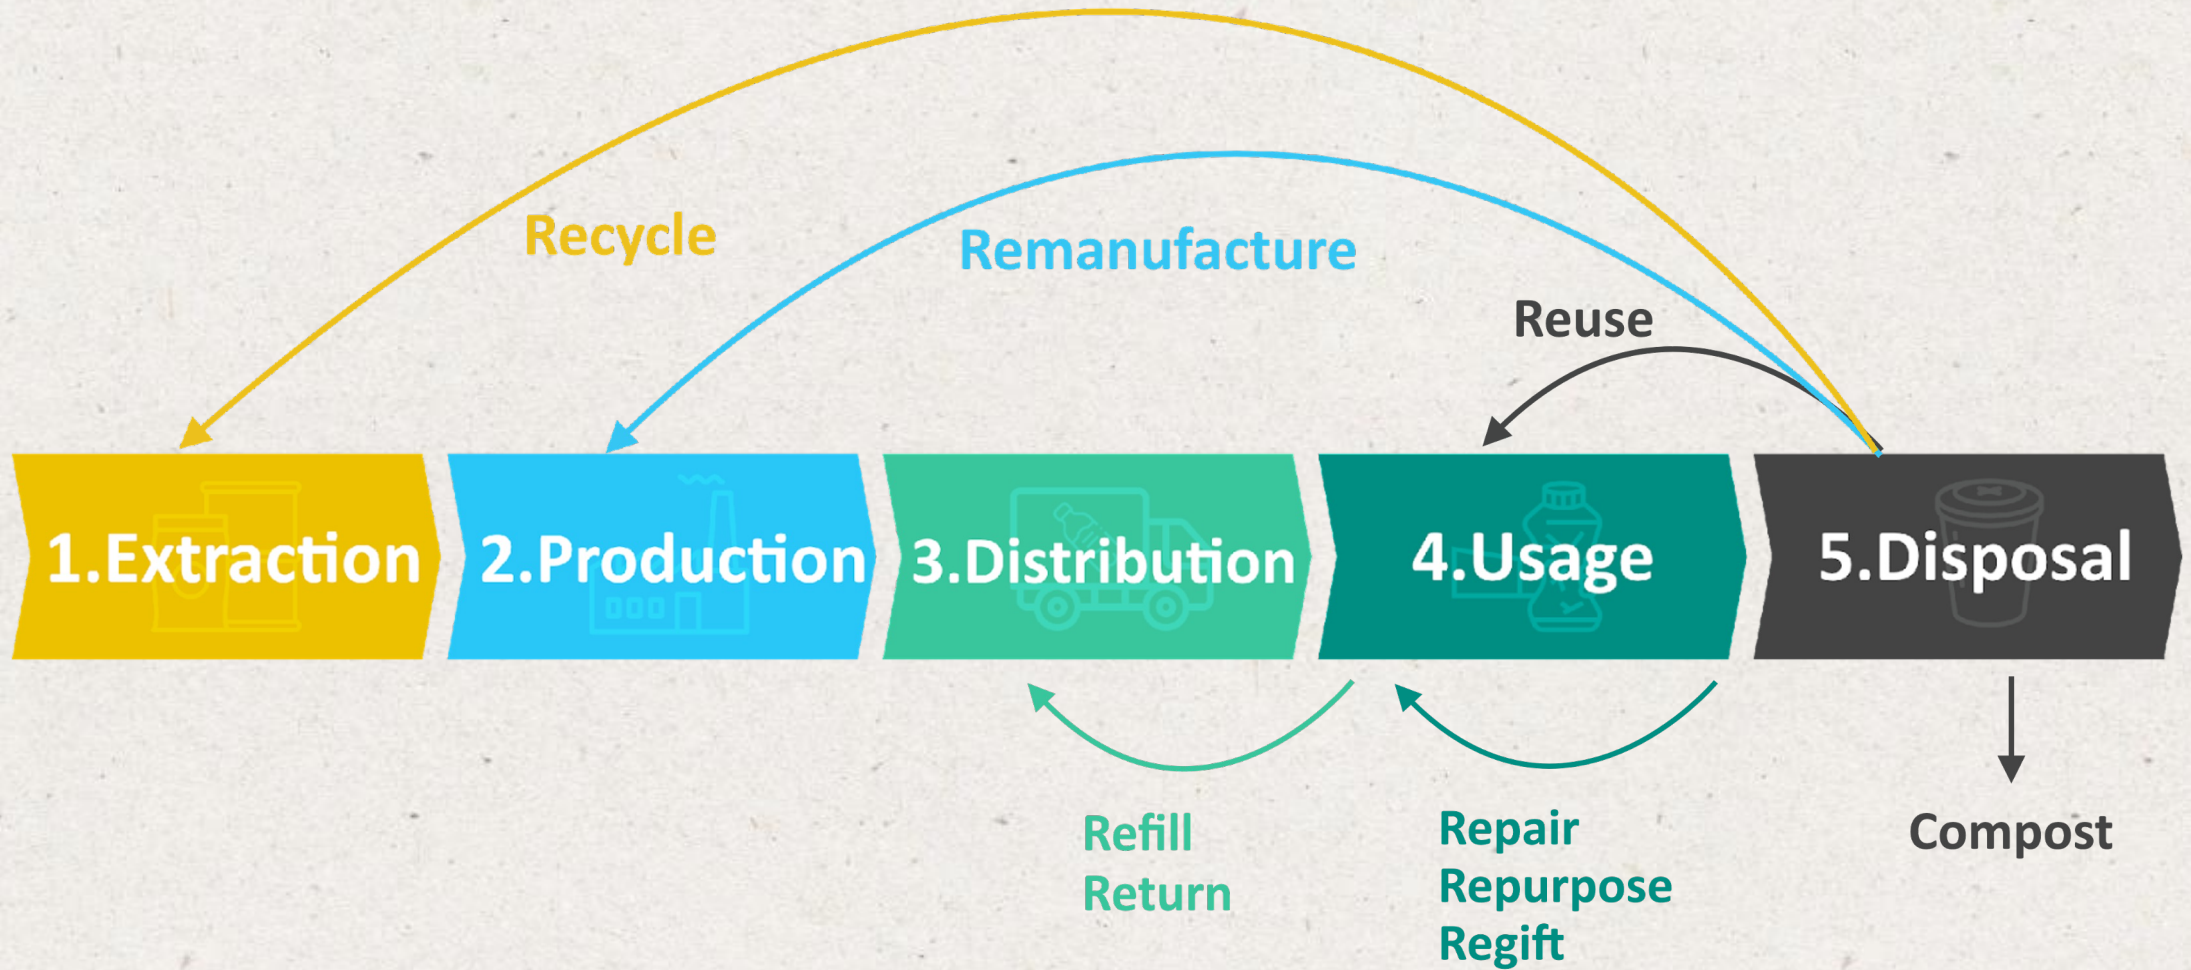 Recycle
Remanufacture
Reuse
1.Extraction
2.Production
3.Distribution
4.Usage
5.Disposal
Refill
Return
Repair
Repurpose
Regift
Compost